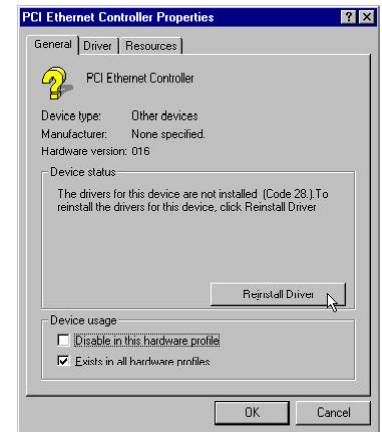 PCI Ethernet Controller Properties
General Driver Resources
PCI Ethernet Controller
Device type: Other devices
Manufacturer: None specified.
Hardware version: 016
Device status
The drivers for this device are not installed (Code 28.).To
reinstall the drivers for this device, click Reinstall Driver
Reinstall Driver
Device usage
Disable in this hardware profile
Exists in all hardware profiles
OK Cancel